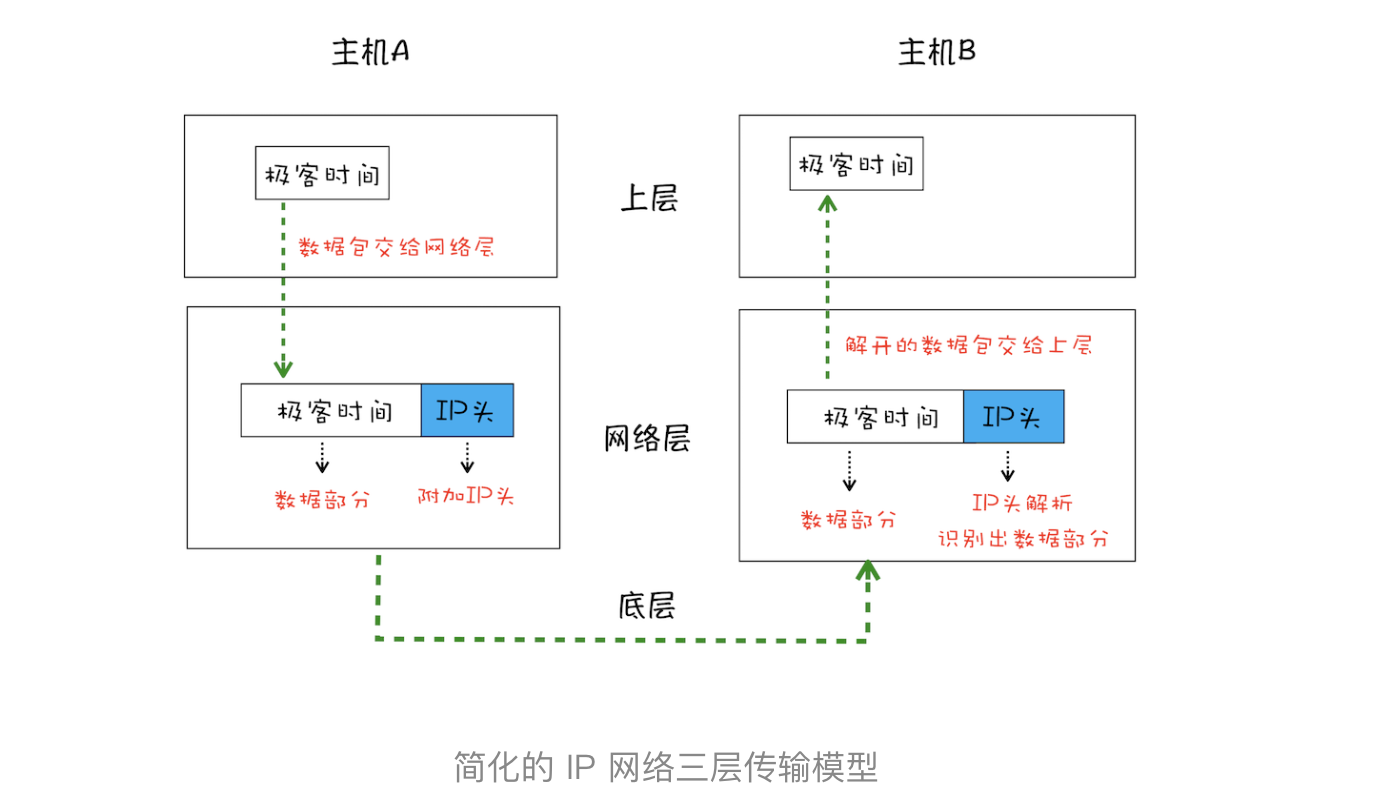 主机A
主机B
极客时间
极客时间
上层
数据包交给网络层
解开的数据包交给上层
极客时间
IP头
极客时间
IP头
网络层
数据部分
附加IP头
数据部分
IP头解析
识别出数据部分
底层
简化的 IP 网络三层传输模型